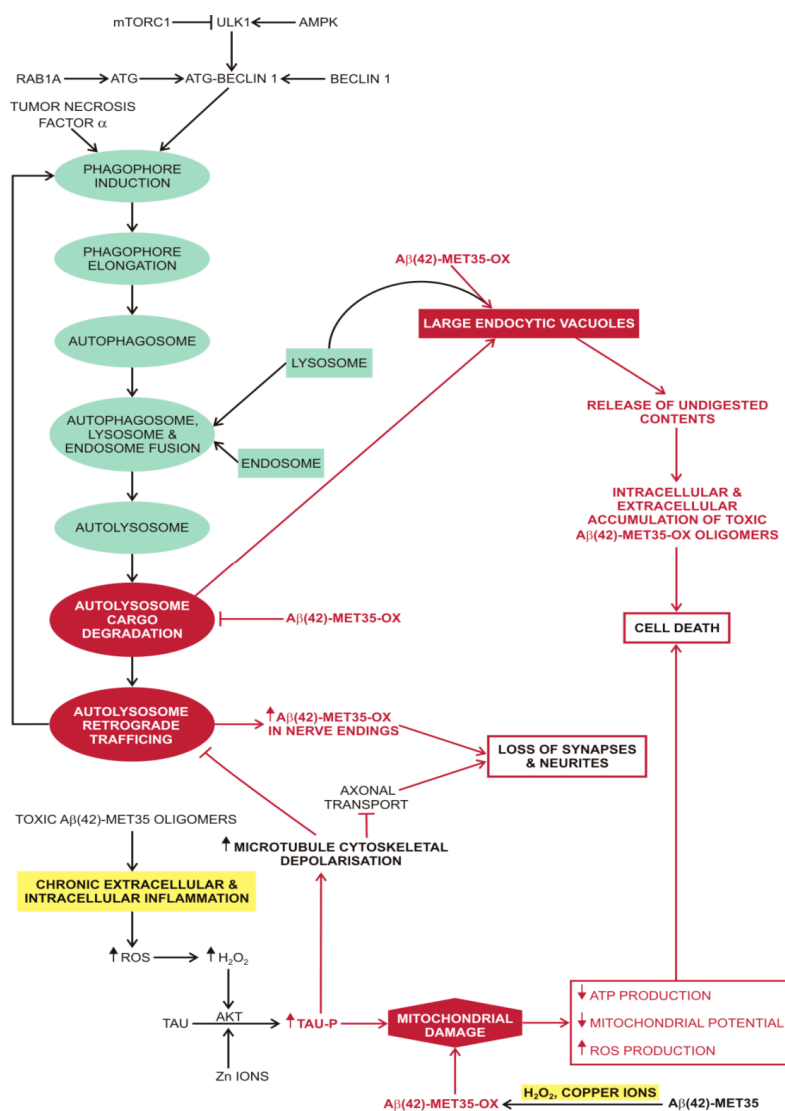 mTORC1
ULK1
AMPK
RAB1A
ATG
ATG-BECLIN 1
BECLIN 1
TUMOR NECROSIS
FACTOR α
PHAGOPHORE
INDUCTION
PHAGOPHORE
ELONGATION
Aβ(42)-MET35-OX
LARGE ENDOCYTIC VACUOLES
AUTOPHAGOSOME
LYSOSOME
RELEASE OF UNDIGESTED
CONTENTS
AUTOPHAGOSOME,
LYSOSOME &
ENDOSOME FUSION
ENDOSOME
INTRACELLULAR &
EXTRACELLULAR
ACCUMULATION OF TOXIC
Aβ(42)-MET35-OX OLIGOMERS
AUTOLYSOSOME
AUTOLYSOSOME
CARGO
DEGRADATION
Aβ(42)-MET35-OX
CELL DEATH
AUTOLYSOSOME
RETROGRADE
TRAFFICING
↑Aβ(42)-MET35-OX
IN NERVE ENDINGS
LOSS OF SYNAPSES
& NEURITES
AXONAL
TRANSPORT
TOXIC Aβ(42)-MET35 OLIGOMERS
↑MICROTUBULE CYTOSKELETAL
DEPOLARISATION
CHRONIC EXTRACELLULAR &
INTRACELLULAR INFLAMMATION
↑ROS
↑H₂O₂
TAU
AKT
↑TAU-P
Zn IONS
MITOCHONDRIAL
DAMAGE
↓ATP PRODUCTION
↓MITOCHONDRIAL POTENTIAL
↑ROS PRODUCTION
Aβ(42)-MET35-OX
H₂O₂, COPPER IONS
Aβ(42)-MET35